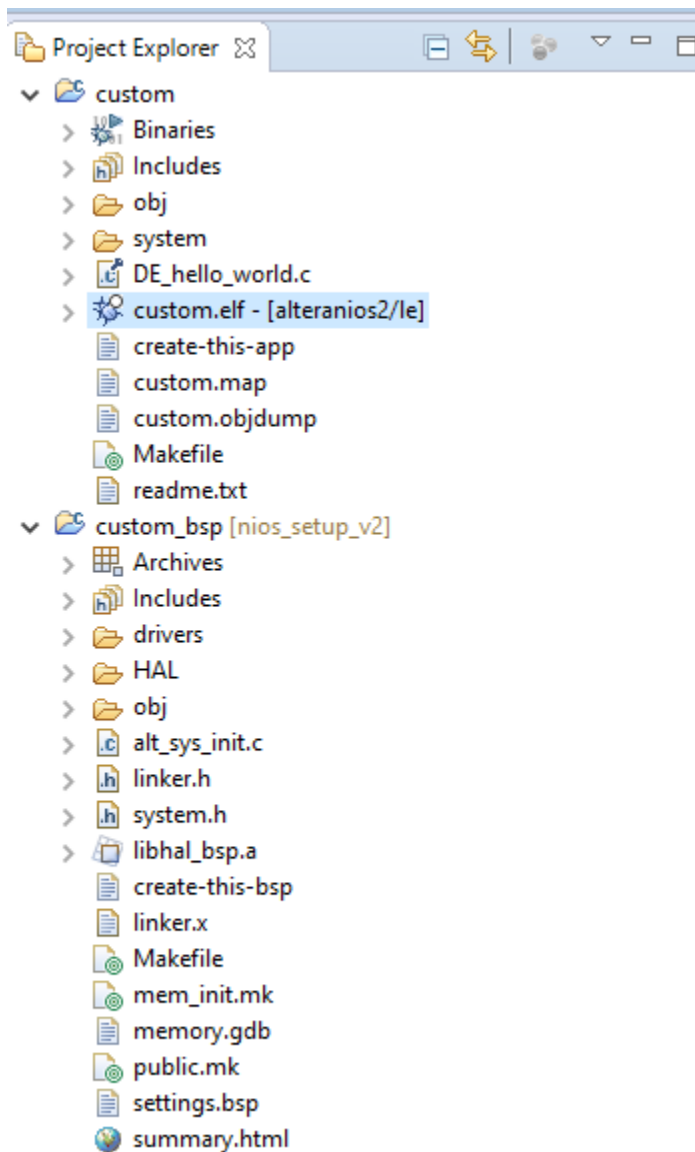 Project Explorer
custom
Binaries
Includes
obj
system
DE_hello_world.c
custom.elf - [alteranios2/le]
create-this-app
custom.map
custom.objdump
Makefile
readme.txt
custom_bsp [nios_setup_v2]
Archives
Includes
drivers
HAL
obj
alt_sys_init.c
linker.h
system.h
libhal_bsp.a
create-this-bsp
linker.x
Makefile
mem_init.mk
memory.gdb
public.mk
settings.bsp
summary.html